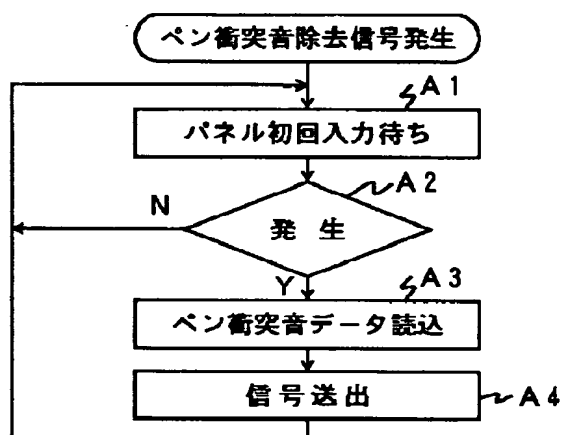 ペン衝突音除去信号発生
A1
パネル初回入力待ち
A2
N
発生
Y
A3
ペン衝突音データ読込
信号送出
A4